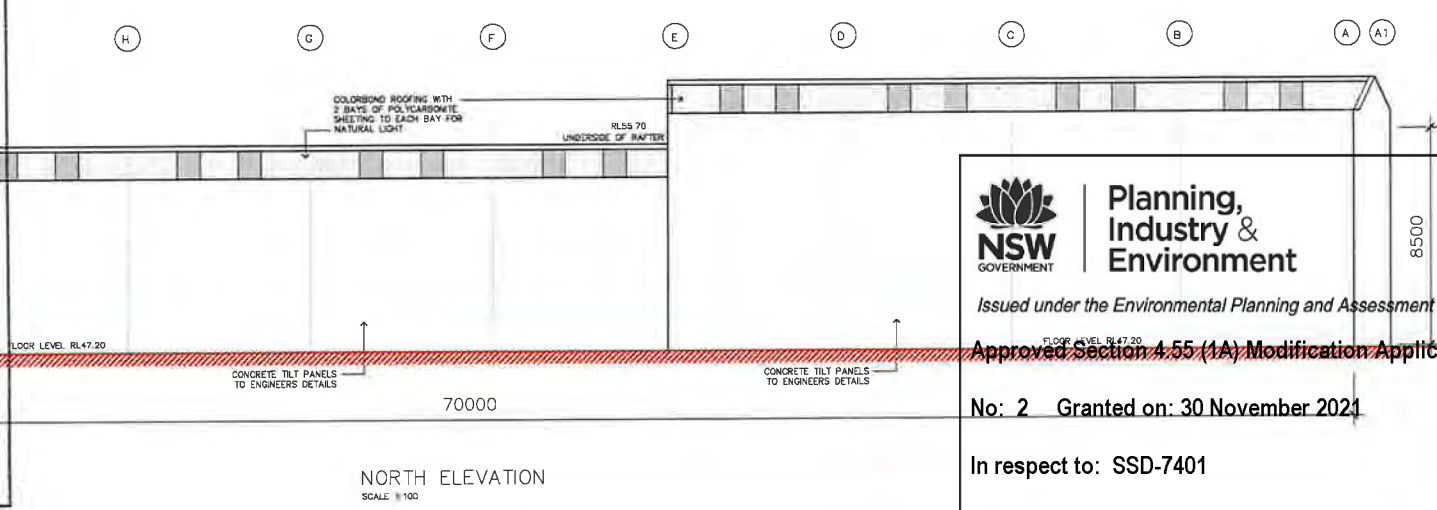 H G F E D C B A A1
COLORBOND ROOFING WITH
2 BAYS OF POLYCARBONITE
SHEETING TO EACH BAY FOR
NATURAL LIGHT
RL55 70
UNDERSIDE OF RAFTER
Planning,
Industry &
Environment
NSW
GOVERNMENT
8500
Issued under the Environmental Planning and Assessment
LOOR LEVEL RL47.20
FLOOR LEVEL RL47.20
Approved Section 4.55 (1A) Modification Applic
CONCRETE TILT PANELS
TO ENGINEERS DETAILS
CONCRETE TILT PANELS
TO ENGINEERS DETAILS
70000
No: 2 Granted on: 30 November 2021
In respect to: SSD-7401
NORTH ELEVATION
SCALE 100